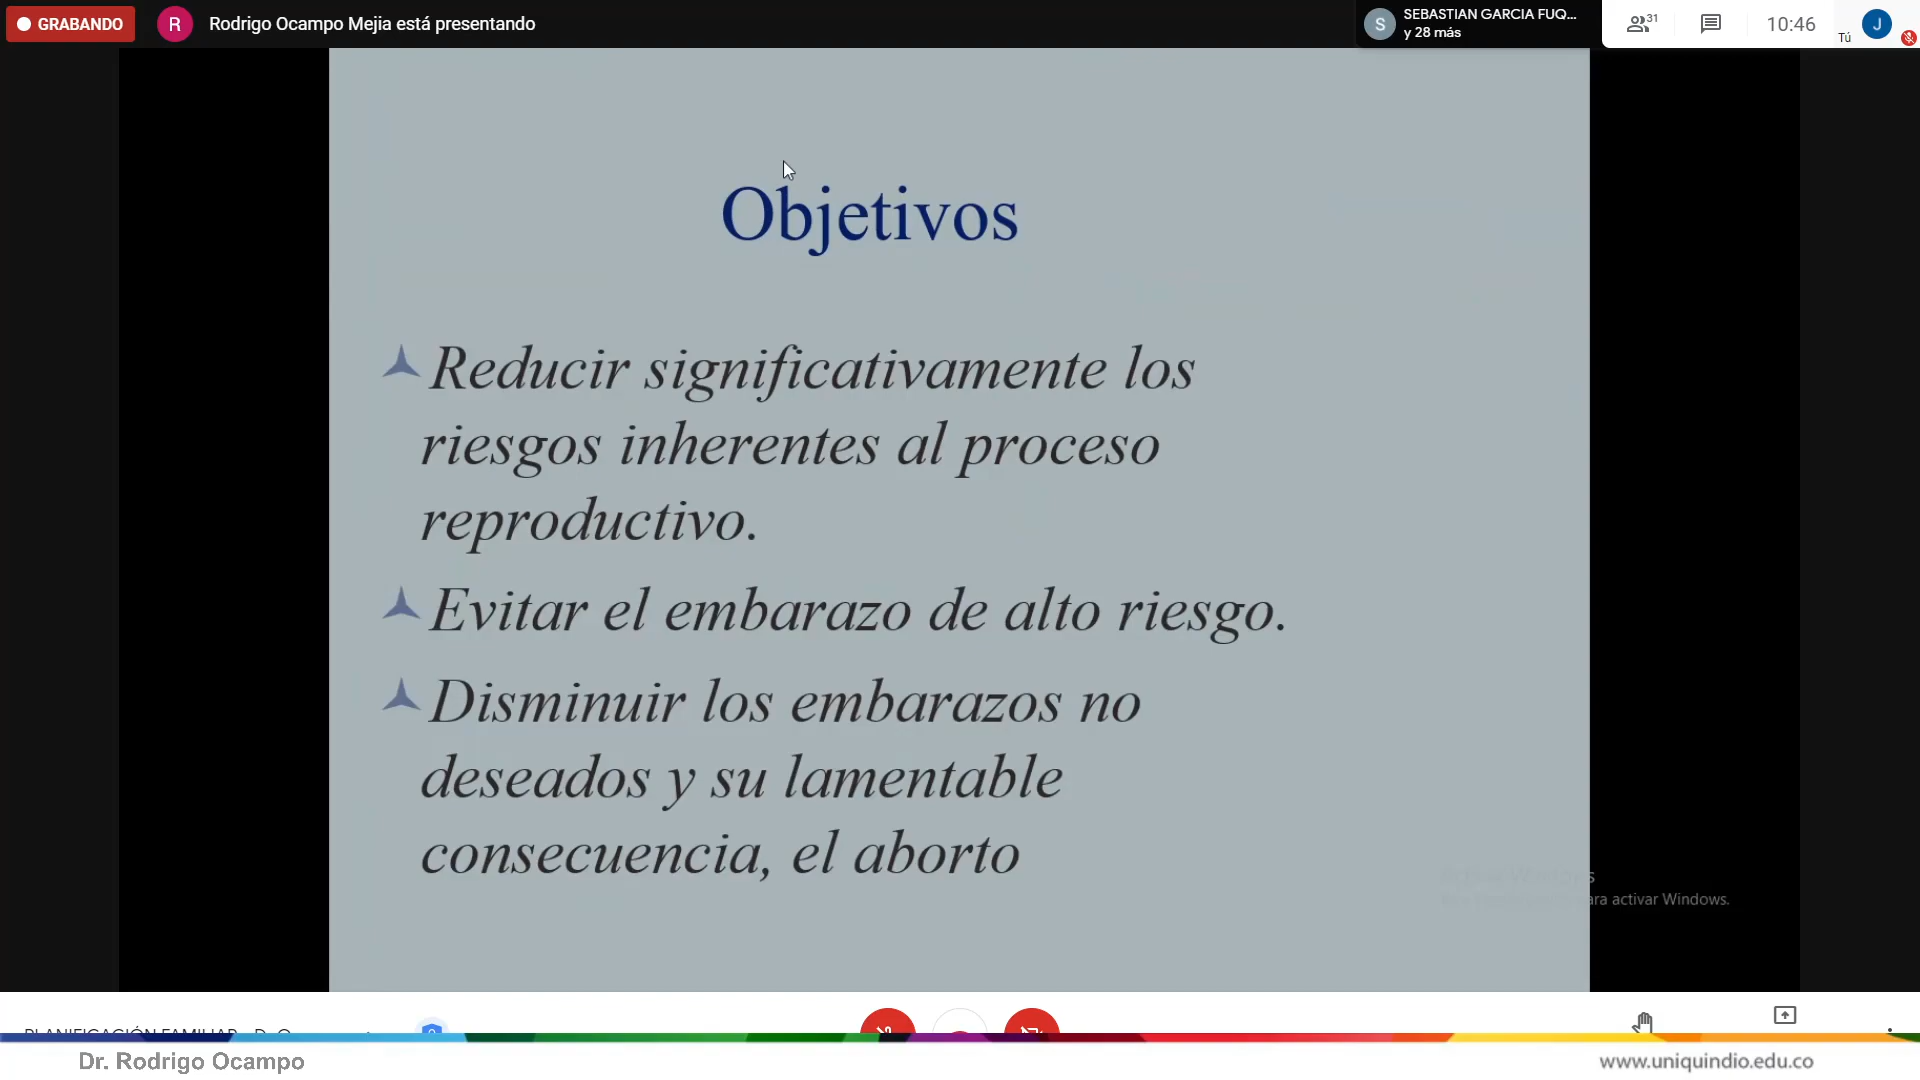 GRABANDO
R
Rodrigo Ocampo Mejia está presentando
S
SEBASTIAN GARCIA FUQ...
y 28 más
31
10:46
Tú
J
Objetivos
Reducir significativamente los
riesgos inherentes al proceso
reproductivo.
Evitar el embarazo de alto riesgo.
Disminuir los embarazos no
deseados y su lamentable
consecuencia, el aborto
activar Windows.
PLANIFICACIÓN FAMILIAR
Dr. Rodrigo Ocampo
www.uniquindio.edu.co